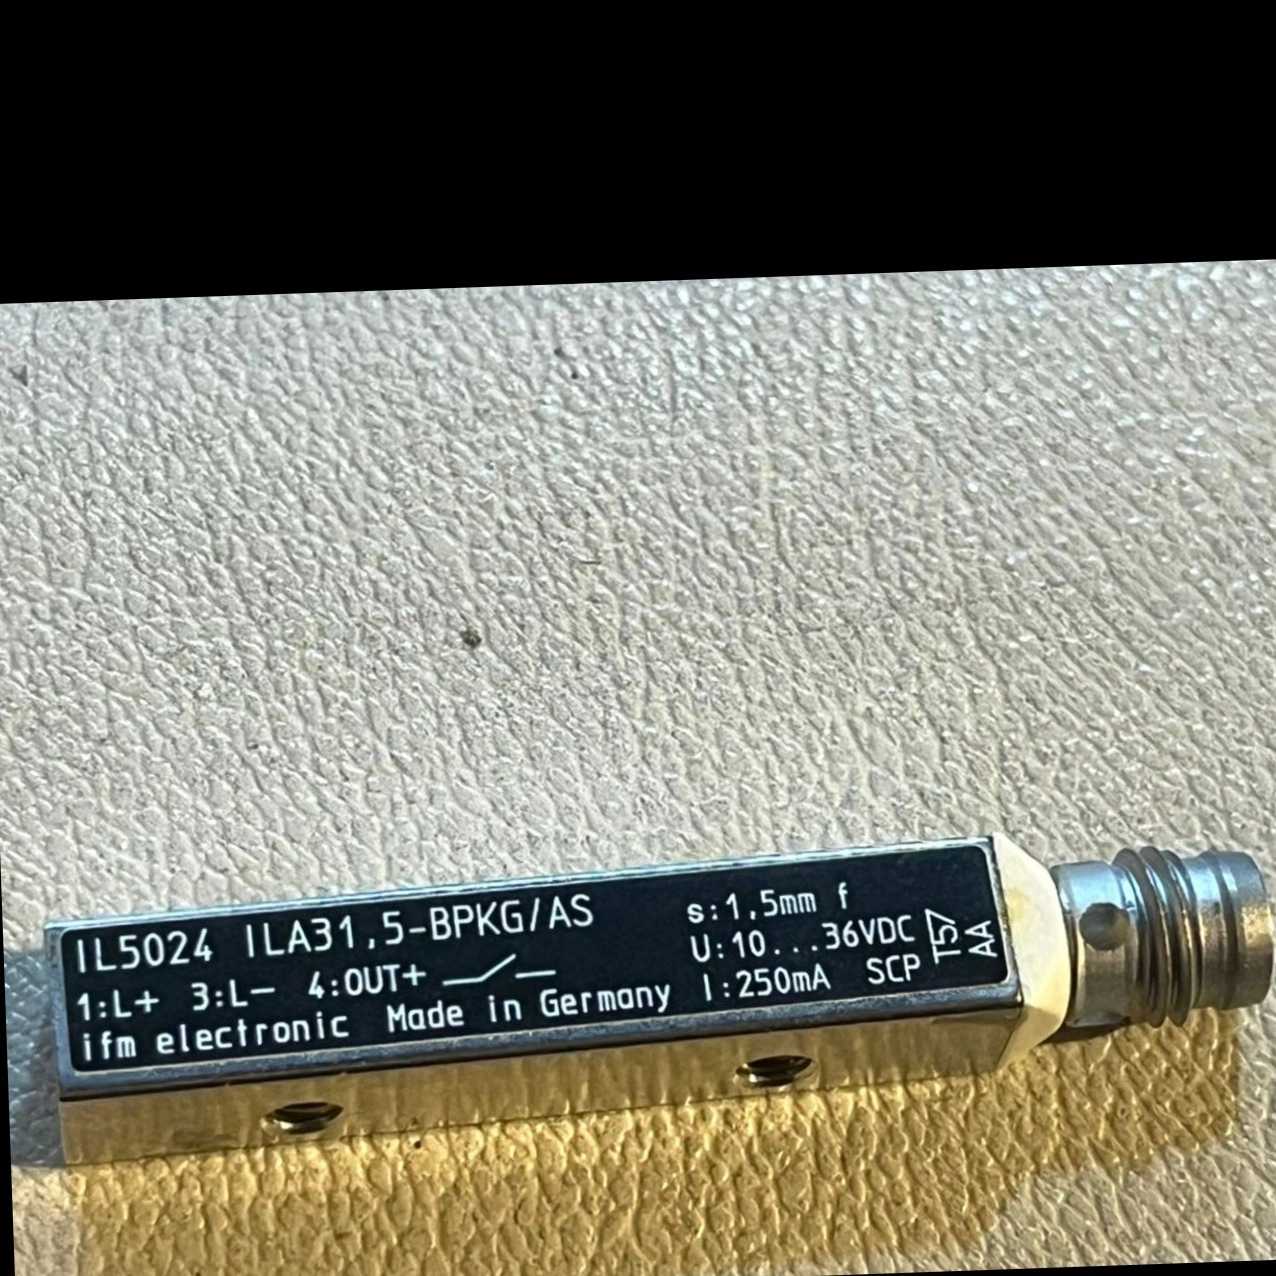 IL5024 ILA31,5-BPKG/AS
1:L+ 3:L- 4:OUT+
ifm electronic Made in Germany
s:1,5mm f
U:10...36VDC
I:250mA SCP
T57
AA